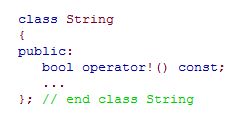 class String
{
public:
   bool operator!() const;
   ...
}; // end class String